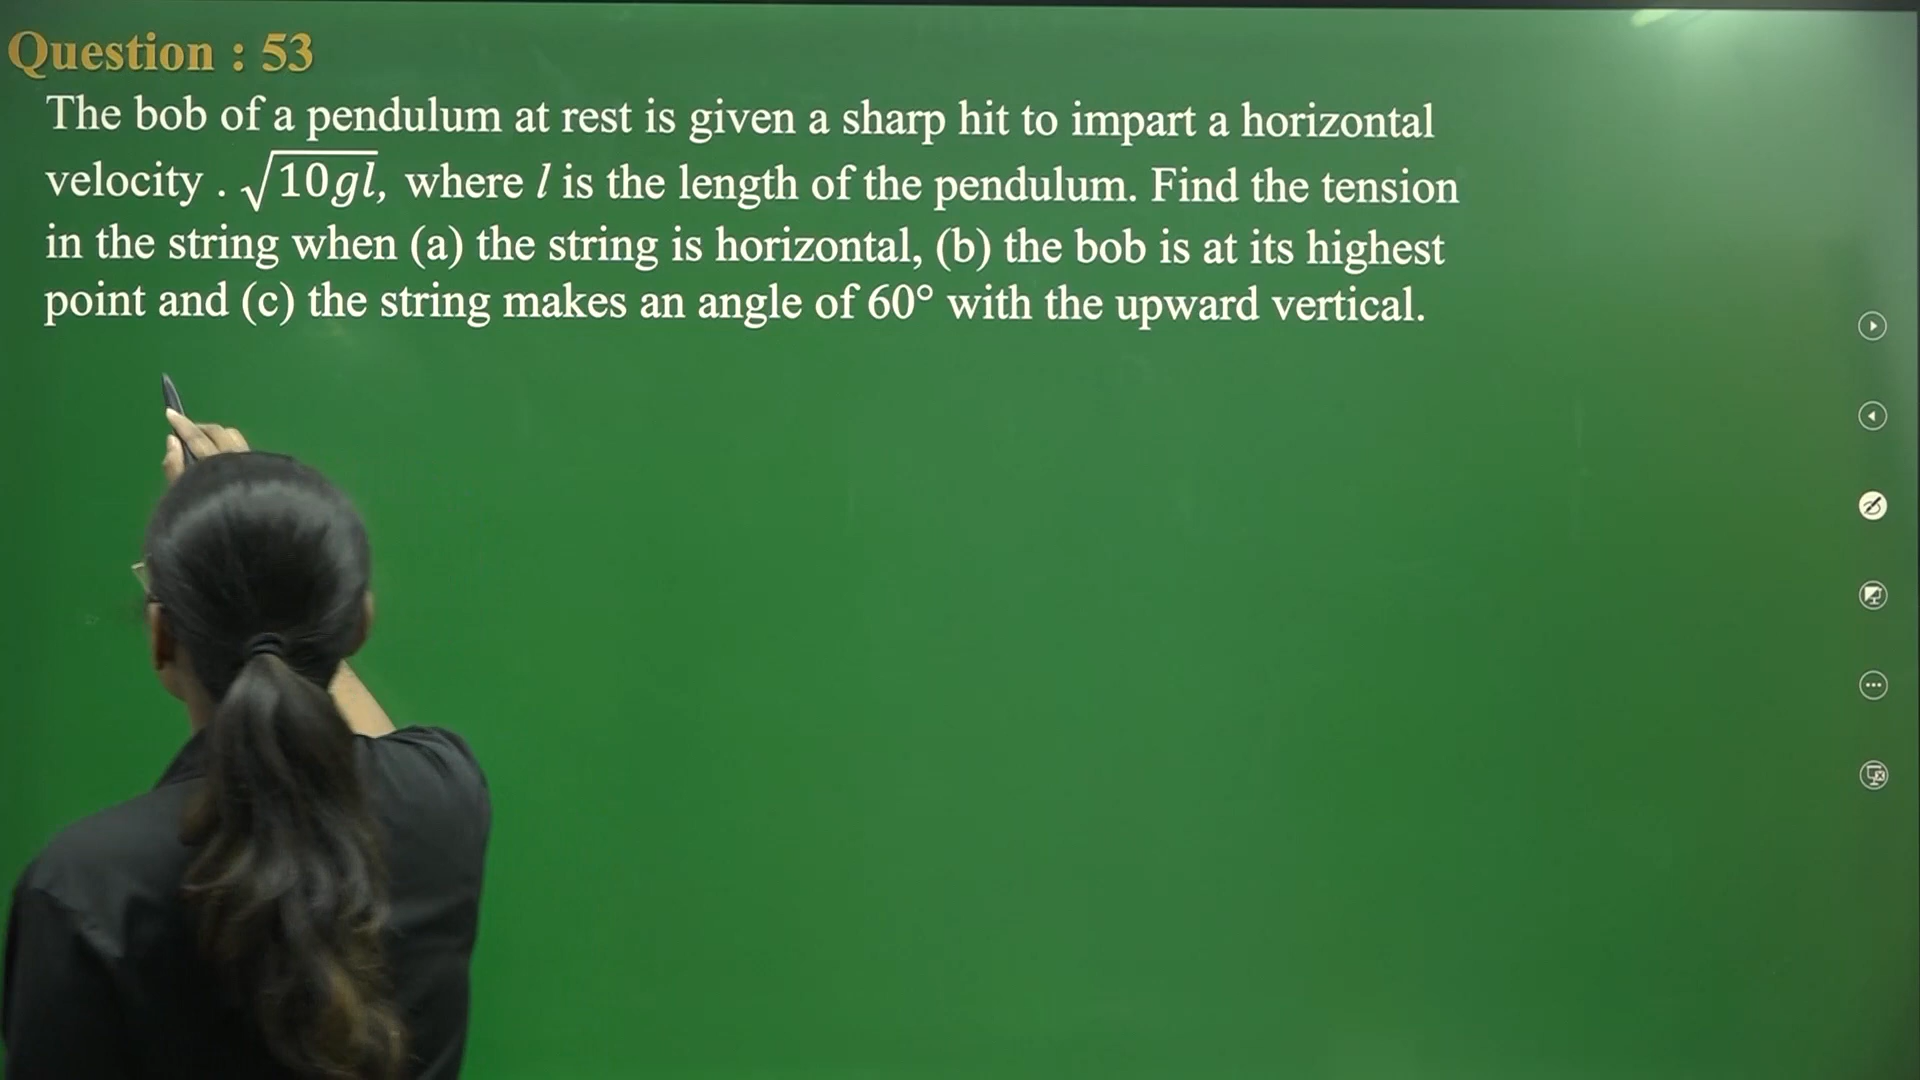 Question : 53
The bob of a pendulum at rest is given a sharp hit to impart a horizontal
velocity . √10gl, where l is the length of the pendulum. Find the tension
in the string when (a) the string is horizontal, (b) the bob is at its highest
point and (c) the string makes an angle of 60° with the upward vertical.